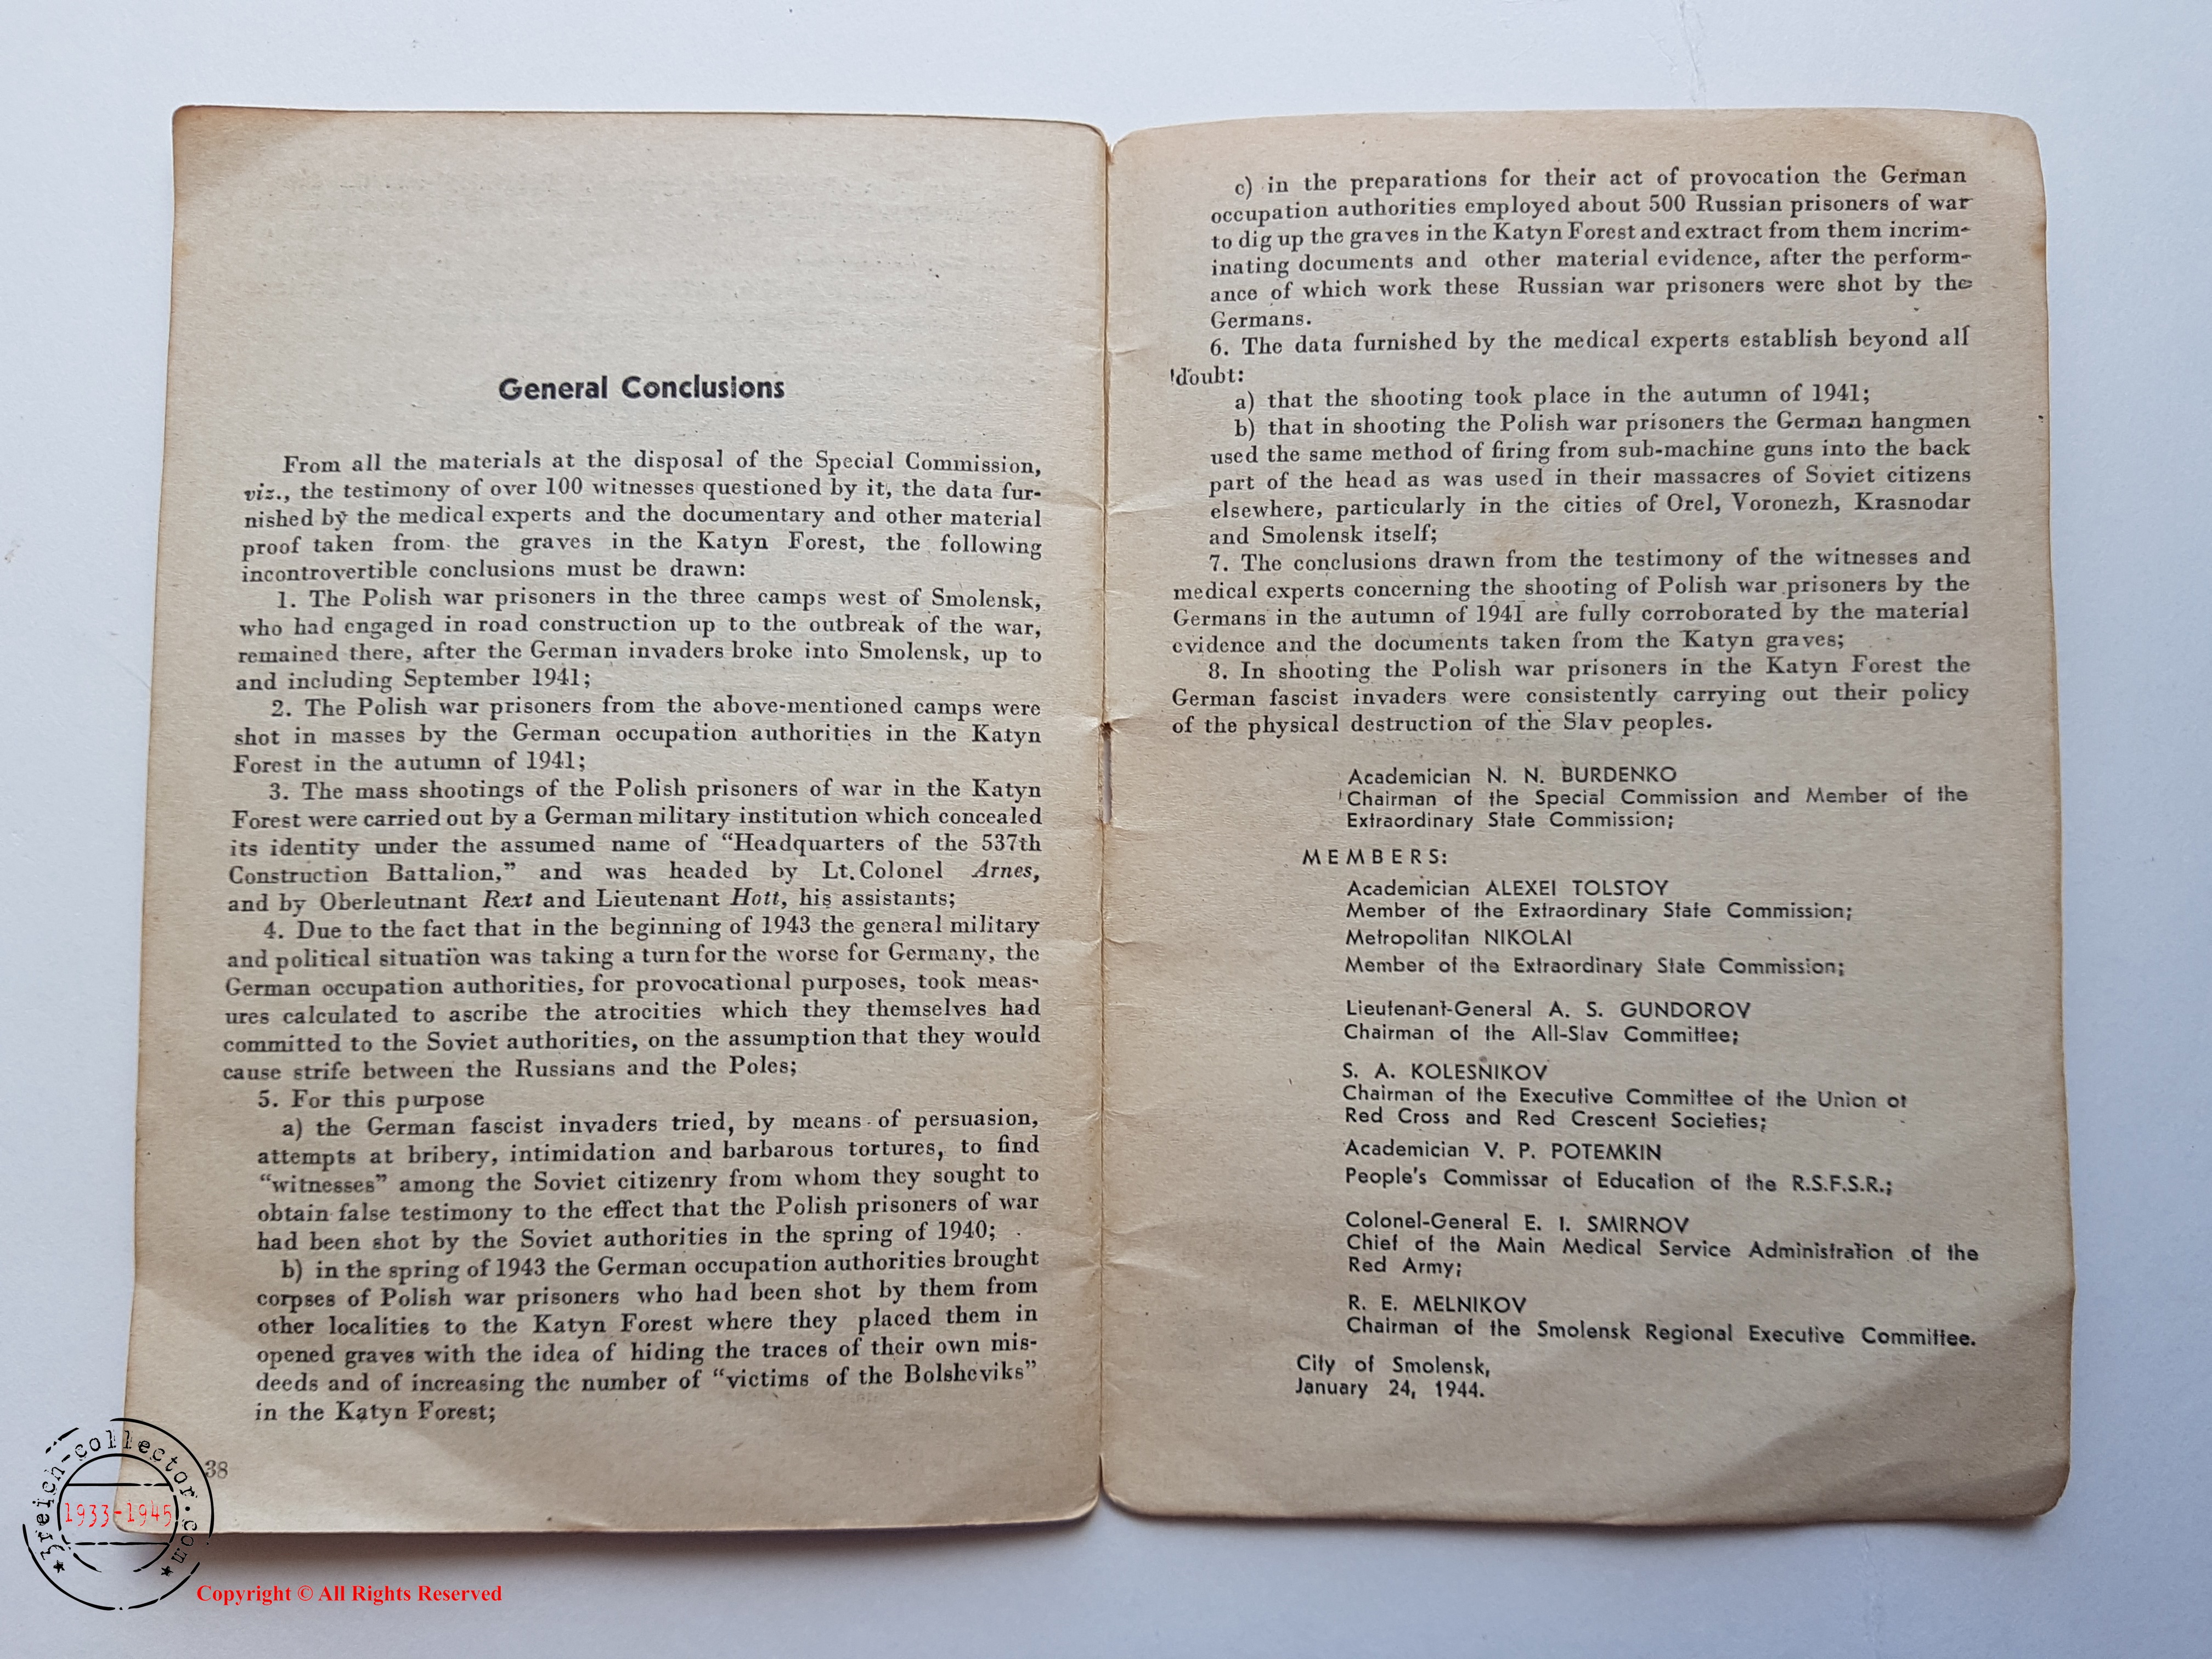 General Conclusions
From all the materials at the disposal of the Special Commission,
viz., the testimony of over 100 witnesses questioned by it, the data fur-
nished by the medical experts and the documentary and other material
proof taken from the graves in the Katyn Forest, the following
incontrovertible conclusions must be drawn:
1. The Polish war prisoners in the three camps west of Smolensk,
who had engaged in road construction up to the outbreak of the war,
remained there, after the German invaders broke into Smolensk, up to
and including September 1941;
2. The Polish war prisoners from the above-mentioned camps were
shot in masses by the German occupation authorities in the Katyn
Forest in the autumn of 1941;
3. The mass shootings of the Polish prisoners of war in the Katyn
Forest were carried out by a German military institution which concealed
its identity under the assumed name of “Headquarters of the 537th
Construction Battalion,” and was headed by Lt. Colonel Arnes,
and by Oberleutnant Rext and Lieutenant Hott, his assistants;
4. Due to the fact that in the beginning of 1943 the general military
and political situation was taking a turn for the worse for Germany, the
German occupation authorities, for provocational purposes, took meas-
ures calculated to ascribe the atrocities which they themselves had
committed to the Soviet authorities, on the assumption that they would
cause strife between the Russians and the Poles;
5. For this purpose
a) the German fascist invaders tried, by means of persuasion,
attempts at bribery, intimidation and barbarous tortures, to find
“witnesses” among the Soviet citizenry from whom they sought to
obtain false testimony to the effect that the Polish prisoners of war
had been shot by the Soviet authorities in the spring of 1940;
b) in the spring of 1943 the German occupation authorities brought
corpses of Polish war prisoners who had been shot by them from
other localities to the Katyn Forest where they placed them in
opened graves with the idea of hiding the traces of their own mis-
deeds and of increasing the number of “victims of the Bolsheviks”
in the Katyn Forest;
38
c) in the preparations for their act of provocation the German
occupation authorities employed about 500 Russian prisoners of war
to dig up the graves in the Katyn Forest and extract from them incrim-
inating documents and other material evidence, after the perform-
ance of which work these Russian war prisoners were shot by the
Germans.
6. The data furnished by the medical experts establish beyond all
doubt:
a) that the shooting took place in the autumn of 1941;
b) that in shooting the Polish war prisoners the German hangmen
used the same method of firing from sub-machine guns into the back
part of the head as was used in their massacres of Soviet citizens
elsewhere, particularly in the cities of Orel, Voronezh, Krasnodar
and Smolensk itself;
7. The conclusions drawn from the testimony of the witnesses and
medical experts concerning the shooting of Polish war prisoners by the
Germans in the autumn of 1941 are fully corroborated by the material
evidence and the documents taken from the Katyn graves;
8. In shooting the Polish war prisoners in the Katyn Forest the
German fascist invaders were consistently carrying out their policy
of the physical destruction of the Slav peoples.
Academician N. N. BURDENKO
Chairman of the Special Commission and Member of the
Extraordinary State Commission;
MEMBERS:
Academician ALEXEI TOLSTOY
Member of the Extraordinary State Commission;
Metropolitan NIKOLAI
Member of the Extraordinary State Commission;
Lieutenant-General A. S. GUNDOROV
Chairman of the All-Slav Committee;
S. A. KOLESNIKOV
Chairman of the Executive Committee of the Union of
Red Cross and Red Crescent Societies;
Academician V. P. POTEMKIN
People's Commissar of Education of the R.S.F.S.R.;
Colonel-General E. I. SMIRNOV
Chief of the Main Medical Service Administration of the
Red Army;
R. E. MELNIKOV
Chairman of the Smolensk Regional Executive Committee.
City of Smolensk,
January 24, 1944.
3reich-collector.com
1933-1945
Copyright © All Rights Reserved